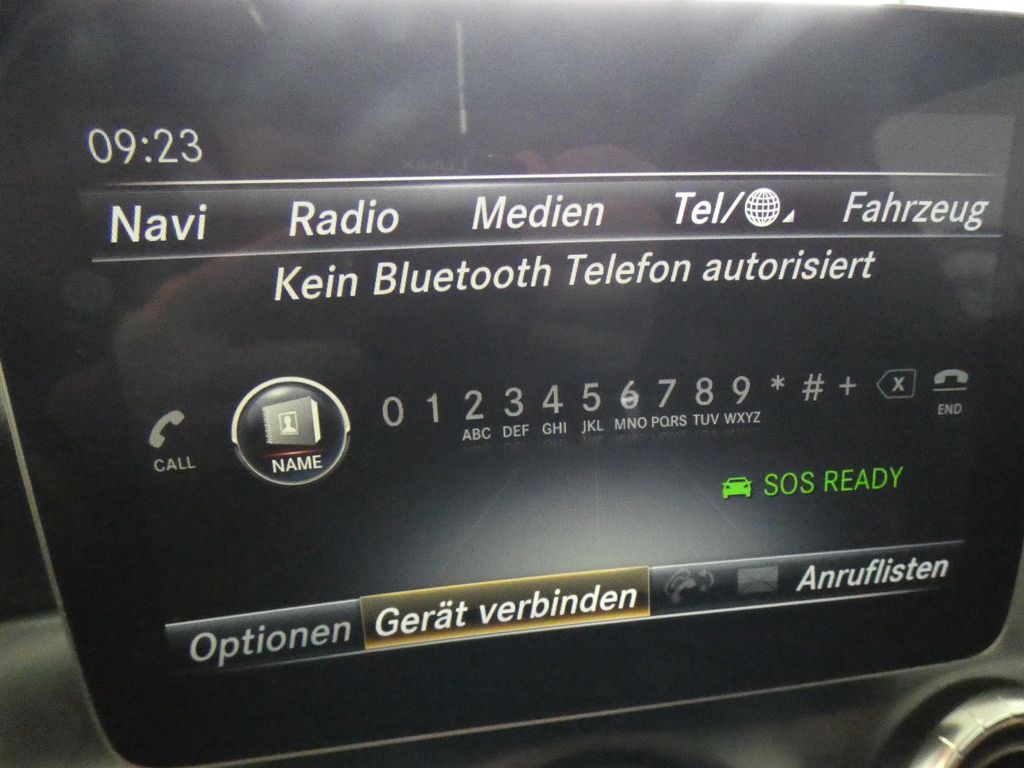 09:23
Navi Radio Medien Tel/ Fahrzeug
Kein Bluetooth Telefon autorisiert
0 1 2 3 4 5 6 7 8 9 * # + X
ABC DEF GHI JKL MNO PQRS TUV WXYZ END
CALL NAME
SOS READY
Optionen Gerät verbinden Anruflisten